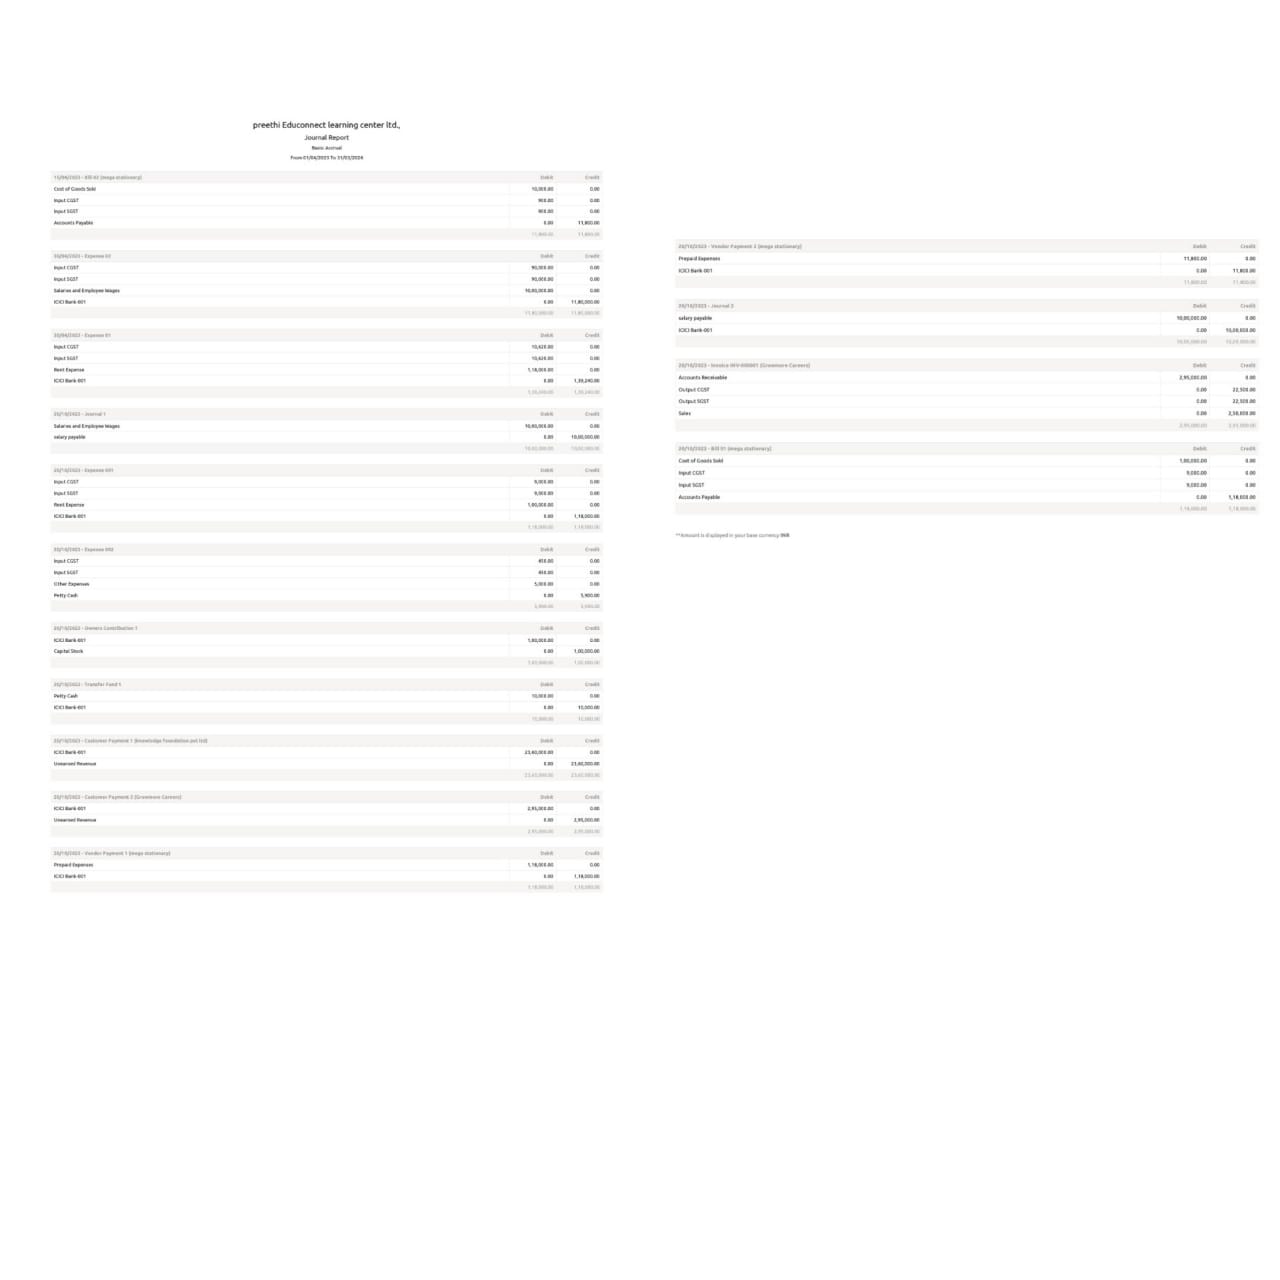 preethi Educonnect learning center ltd.,
Journal Report
Basis: Accrual
From 01/04/2023 To 31/03/2024
15/04/2023 - Bill 02 (mega stationary) Debit Credit
Cost of Goods Sold 10,000.00 0.00
Input CGST 900.00 0.00
Input SGST 900.00 0.00
Accounts Payable 0.00 11,800.00
11,800.00 11,800.00
30/04/2023 - Expense 02 Debit Credit
Input CGST 90,000.00 0.00
Input SGST 90,000.00 0.00
Salaries and Employee Wages 10,00,000.00 0.00
ICICI Bank-001 0.00 11,80,000.00
11,80,000.00 11,80,000.00
30/04/2023 - Expense 01 Debit Credit
Input CGST 10,620.00 0.00
Input SGST 10,620.00 0.00
Rent Expense 1,18,000.00 0.00
ICICI Bank-001 0.00 1,39,240.00
1,39,240.00 1,39,240.00
20/10/2023 - Journal 1 Debit Credit
Salaries and Employee Wages 10,00,000.00 0.00
salary payable 0.00 10,00,000.00
10,00,000.00 10,00,000.00
20/10/2023 - Expense 001 Debit Credit
Input CGST 9,000.00 0.00
Input SGST 9,000.00 0.00
Rent Expense 1,00,000.00 0.00
ICICI Bank-001 0.00 1,18,000.00
1,18,000.00 1,18,000.00
20/10/2023 - Expense 002 Debit Credit
Input CGST 450.00 0.00
Input SGST 450.00 0.00
Other Expenses 5,000.00 0.00
Petty Cash 0.00 5,900.00
5,900.00 5,900.00
20/10/2023 - Owners Contribution 1 Debit Credit
ICICI Bank-001 1,00,000.00 0.00
Capital Stock 0.00 1,00,000.00
1,00,000.00 1,00,000.00
20/10/2023 - Transfer Fund 1 Debit Credit
Petty Cash 10,000.00 0.00
ICICI Bank-001 0.00 10,000.00
10,000.00 10,000.00
20/10/2023 - Customer Payment 1 (knowledge foundation pvt ltd) Debit Credit
ICICI Bank-001 23,60,000.00 0.00
Unearned Revenue 0.00 23,60,000.00
23,60,000.00 23,60,000.00
20/10/2023 - Customer Payment 2 (Growmore Careers) Debit Credit
ICICI Bank-001 2,95,000.00 0.00
Unearned Revenue 0.00 2,95,000.00
2,95,000.00 2,95,000.00
20/10/2023 - Vendor Payment 1 (mega stationary) Debit Credit
Prepaid Expenses 1,18,000.00 0.00
ICICI Bank-001 0.00 1,18,000.00
1,18,000.00 1,18,000.00
20/10/2023 - Vendor Payment 2 (mega stationary) Debit Credit
Prepaid Expenses 11,800.00 0.00
ICICI Bank-001 0.00 11,800.00
11,800.00 11,800.00
20/10/2023 - Journal 2 Debit Credit
salary payable 10,00,000.00 0.00
ICICI Bank-001 0.00 10,00,000.00
10,00,000.00 10,00,000.00
20/10/2023 - Invoice INV-000001 (Growmore Careers) Debit Credit
Accounts Receivable 2,95,000.00 0.00
Output CGST 0.00 22,500.00
Output SGST 0.00 22,500.00
Sales 0.00 2,50,000.00
2,95,000.00 2,95,000.00
20/10/2023 - Bill 01 (mega stationary) Debit Credit
Cost of Goods Sold 1,00,000.00 0.00
Input CGST 9,000.00 0.00
Input SGST 9,000.00 0.00
Accounts Payable 0.00 1,18,000.00
1,18,000.00 1,18,000.00
**Amount is displayed in your base currency INR